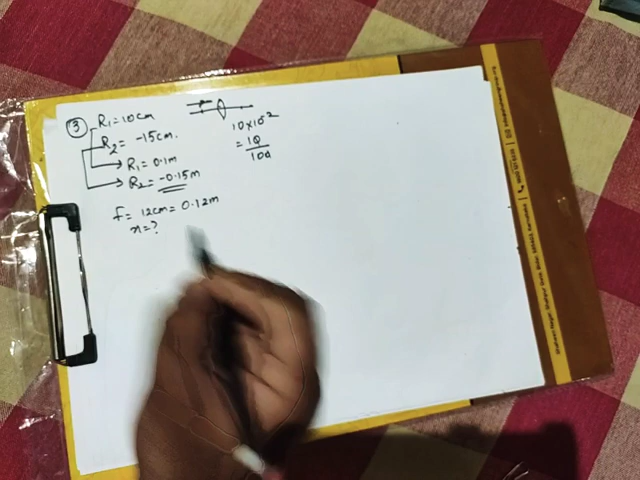 ③ R₁=10cm
R₂ = -15cm.
→ R₁ = 0.1m
→ R₂ = -0.15m
f = 12cm = 0.12m
n=?
10×10⁻²
= 10
100